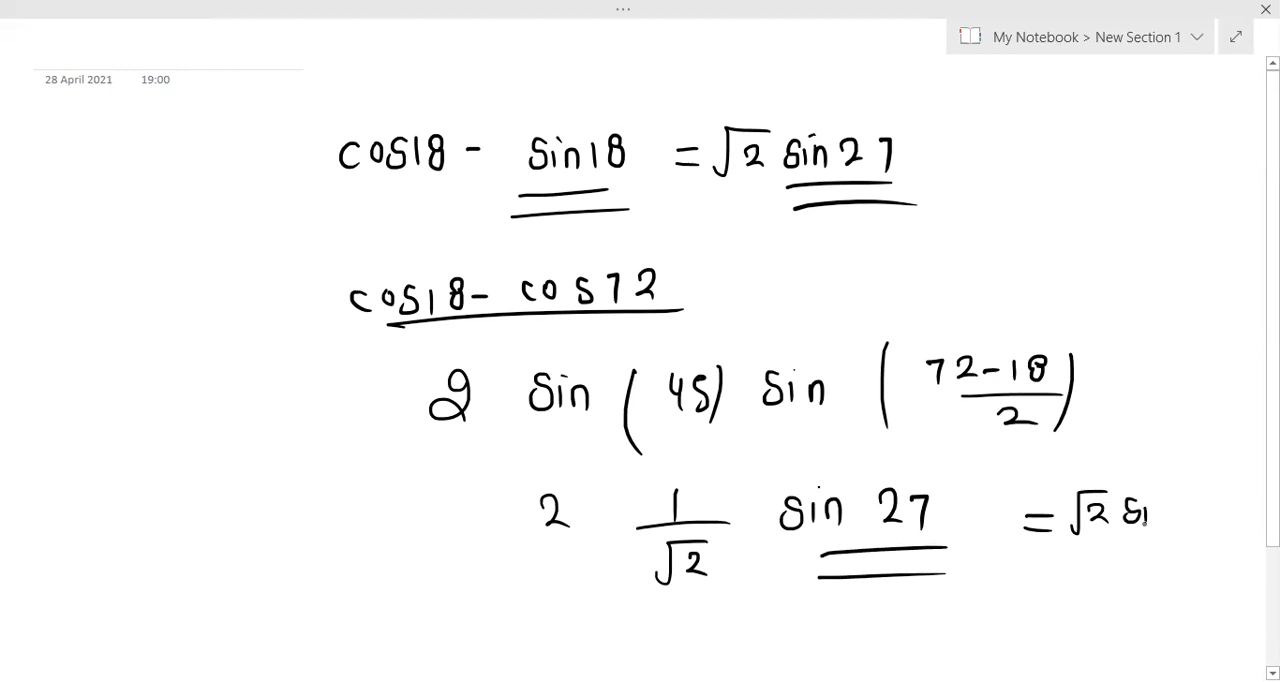 My Notebook > New Section 1
28 April 2021 19:00
cos18 - sin18 = √2 sin27
cos18 - cos72
2 sin (45) sin (72-18/2)
2 1/√2 sin 27 = √2 si